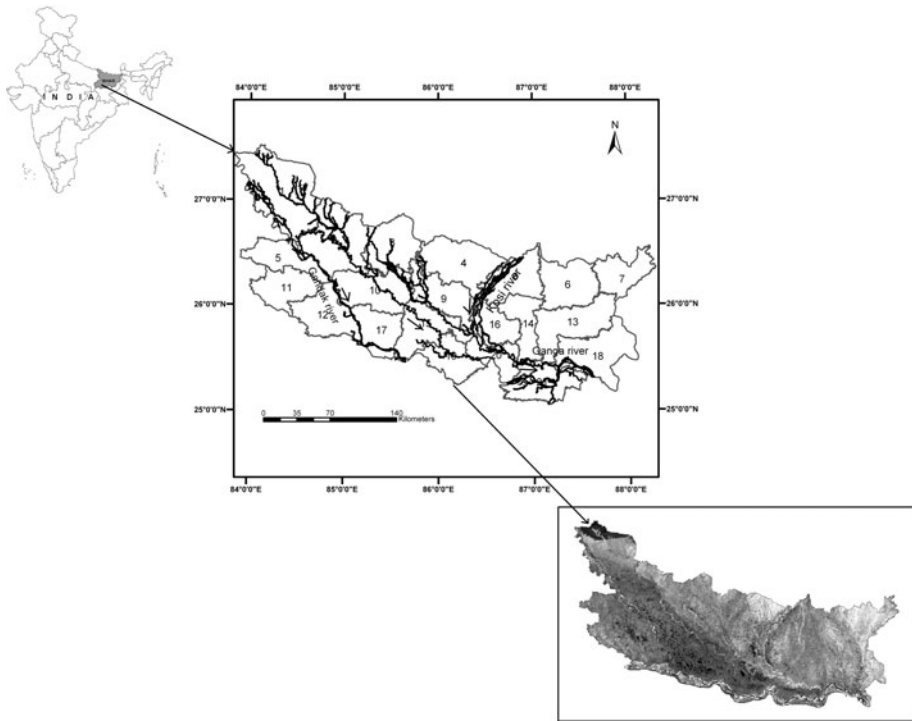 I N D I A
84°0'0"E 85°0'0"E 86°0'0"E 87°0'0"E 88°0'0"E
N
27°0'0"N 27°0'0"N
26°0'0"N 26°0'0"N
25°0'0"N 25°0'0"N
4
5
6
7
9
10
11
12
13
14
16
17
18
Gandak river
Kosi river
Ganga river
0 35 70 140
Kilometers
84°0'0"E 85°0'0"E 86°0'0"E 87°0'0"E 88°0'0"E